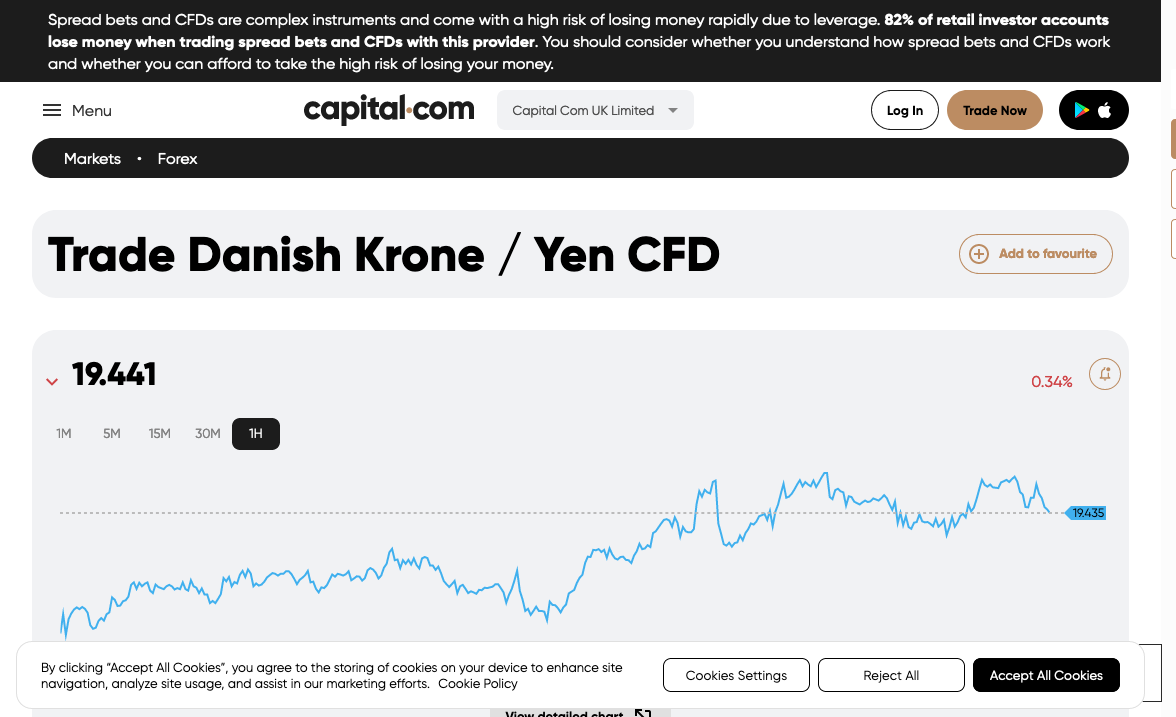 Spread bets and CFDs are complex instruments and come with a high risk of losing money rapidly due to leverage. 82% of retail investor accounts
lose money when trading spread bets and CFDs with this provider. You should consider whether you understand how spread bets and CFDs work
and whether you can afford to take the high risk of losing your money.
Menu
capital.com
Capital Com UK Limited
Log In
Trade Now
Markets • Forex
Trade Danish Krone / Yen CFD
Add to favourite
19.441
0.34%
1M 5M 15M 30M 1H
19.435
By clicking “Accept All Cookies”, you agree to the storing of cookies on your device to enhance site
navigation, analyze site usage, and assist in our marketing efforts. Cookie Policy
Cookies Settings
Reject All
Accept All Cookies
View detailed chart